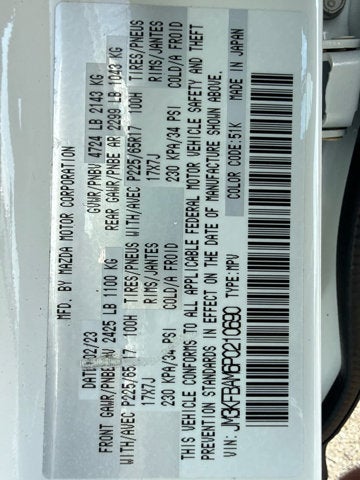 MFD. BY MAZDA MOTOR CORPORATION
DATE: 02/23 GVWR/PNBV 4724 LB 2143 KG
FRONT GAWR/PNBE AV 2425 LB 1100 KG REAR GAWR/PNBE AR 2299 LB 1043 KG
WITH/AVEC P225/65R17 100H TIRES/PNEUS WITH/AVEC P225/65R17 100H TIRES/PNEUS
17X7J RIMS/JANTES 17X7J RIMS/JANTES
230 KPA/34 PSI COLD/A FROID 230 KPA/34 PSI COLD/A FROID
THIS VEHICLE CONFORMS TO ALL APPLICABLE FEDERAL MOTOR VEHICLE SAFETY AND THEFT
PREVENTION STANDARDS IN EFFECT ON THE DATE OF MANUFACTURE SHOWN ABOVE.
MADE IN JAPAN
VIN: JM3KFBAM6P0210690 TYPE:MPV COLOR CODE:51K